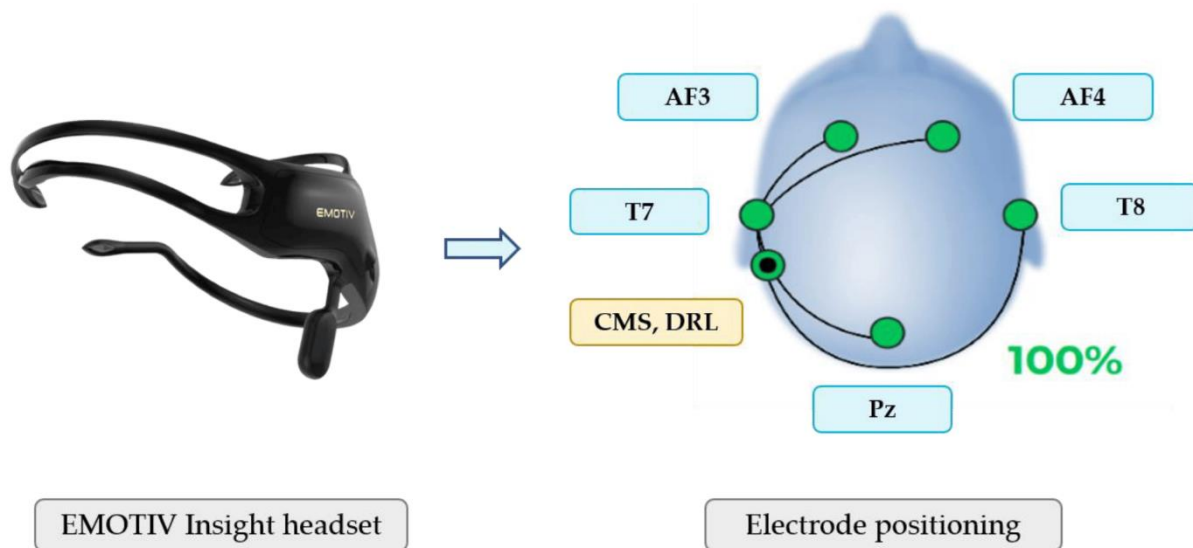 AF3
AF4
EMOTIV
T7
T8
CMS, DRL
100%
Pz
EMOTIV Insight headset
Electrode positioning